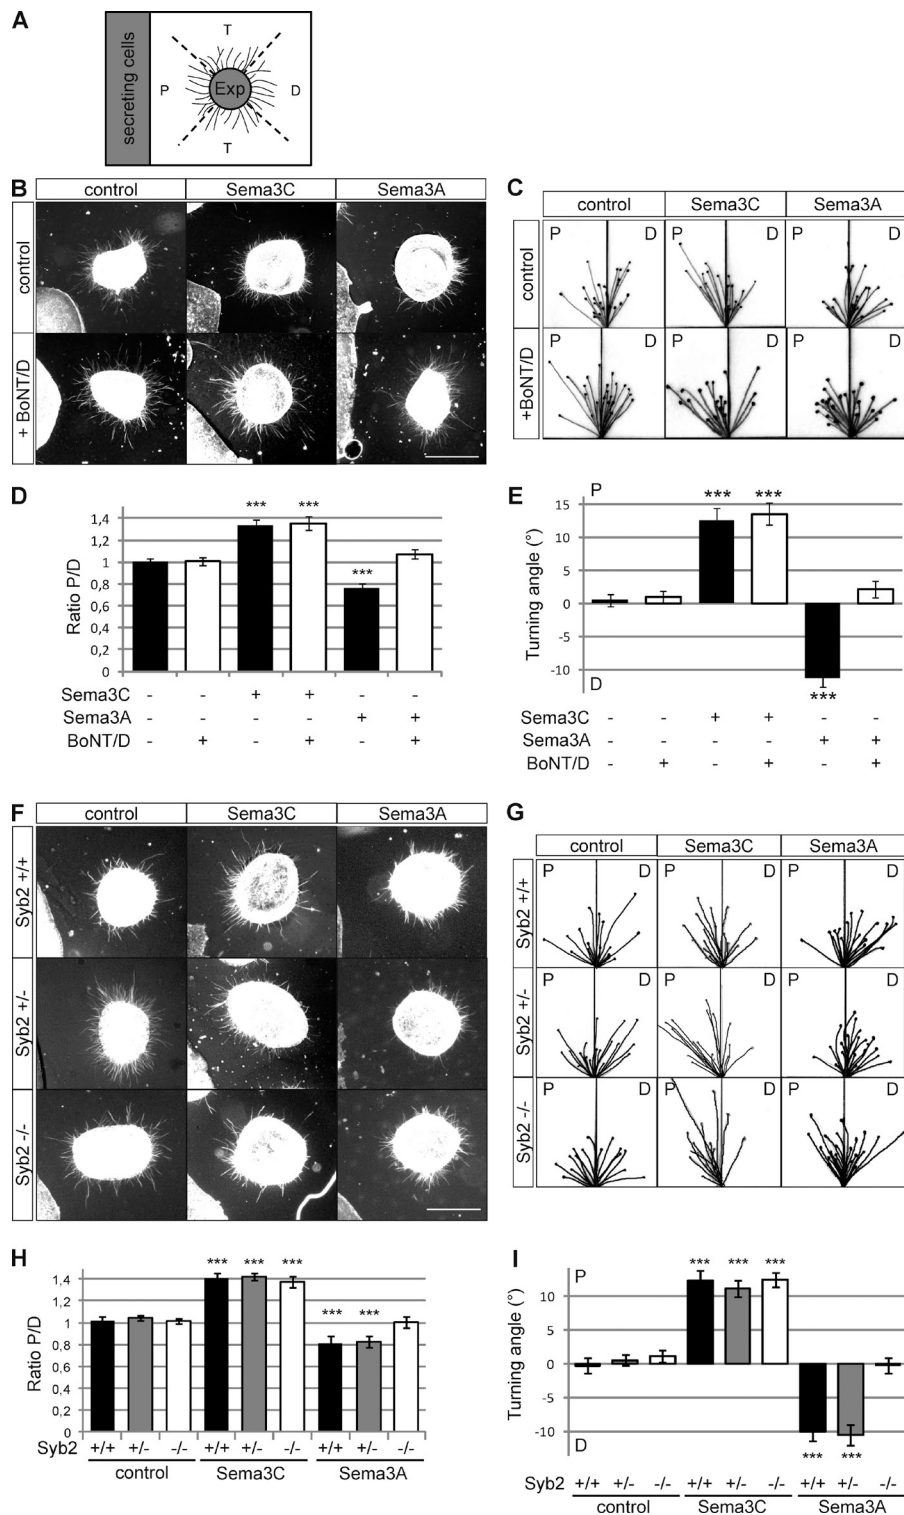 A
secreting cells
T
P
Exp
D
T
B
control
Sema3C
Sema3A
control
+ BoNT/D
C
control
Sema3C
Sema3A
control
P D P D P D
+BoNT/D
P D P D P D
D
Ratio P/D
***
***
***
1,4
1,2
1
0,8
0,6
0,4
0,2
0
Sema3C - - + + - -
Sema3A - - - - + +
BoNT/D - + - + - +
E
Turning angle (°)
P
***
***
15
10
5
0
-5
-10
D
***
Sema3C - - + + - -
Sema3A - - - - + +
BoNT/D - + - + - +
F
control
Sema3C
Sema3A
Syb2 +/+
Syb2 +/-
Syb2 -/-
G
control
Sema3C
Sema3A
Syb2 +/+
P D P D P D
Syb2 +/-
P D P D P D
Syb2 -/-
P D P D P D
H
Ratio P/D
*** *** ***
*** ***
1,4
1,2
1
0,8
0,6
0,4
0,2
0
Syb2 +/+ +/- -/- +/+ +/- -/- +/+ +/- -/-
control Sema3C Sema3A
I
Turning angle (°)
P
*** *** ***
10
5
0
-5
-10
D
*** ***
Syb2 +/+ +/- -/- +/+ +/- -/- +/+ +/- -/-
control Sema3C Sema3A